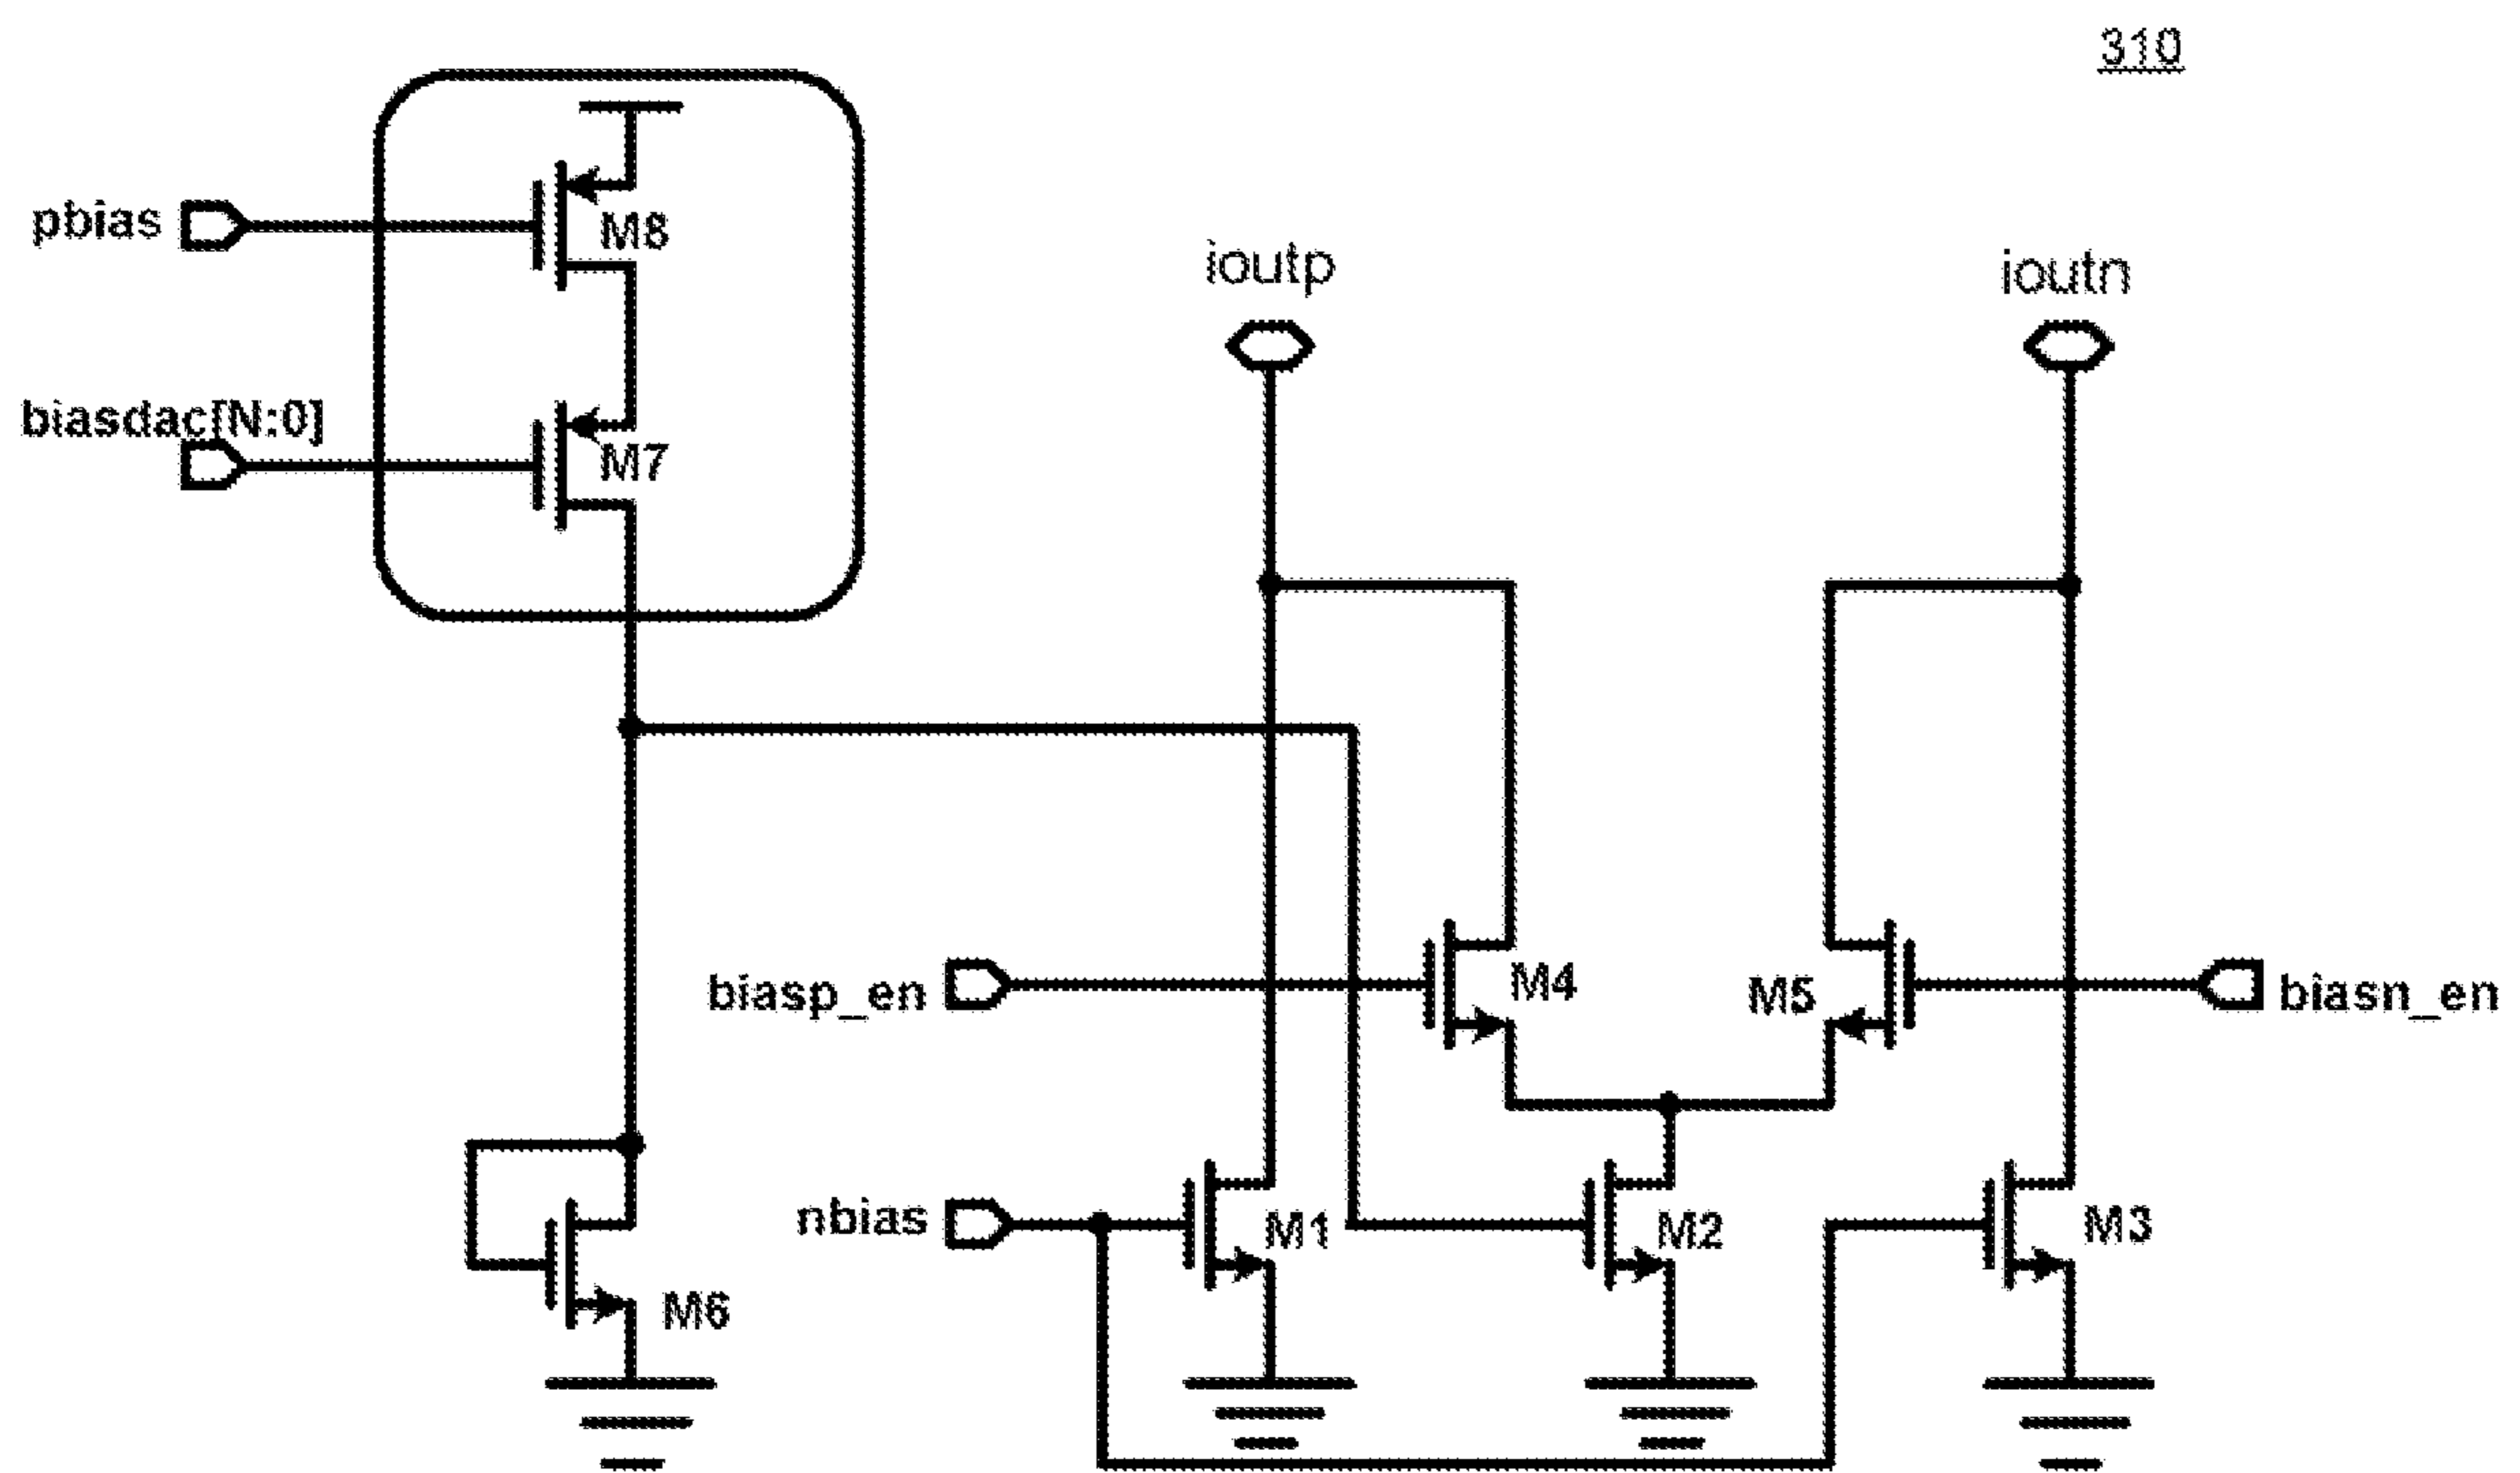 310
pbias
M8
ioutp
ioutn
biasdac[N:0]
M7
biasp_en
M4
M5
biasn_en
nbias
M1
M2
M3
M6